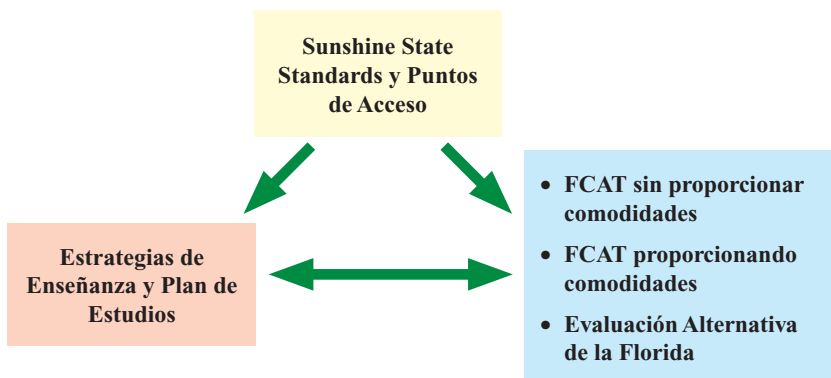 Sunshine State
Standards y Puntos
de Acceso
Estrategias de
Enseñanza y Plan de
Estudios
• FCAT sin proporcionar
comodidades
• FCAT proporcionando
comodidades
• Evaluación Alternativa
de la Florida